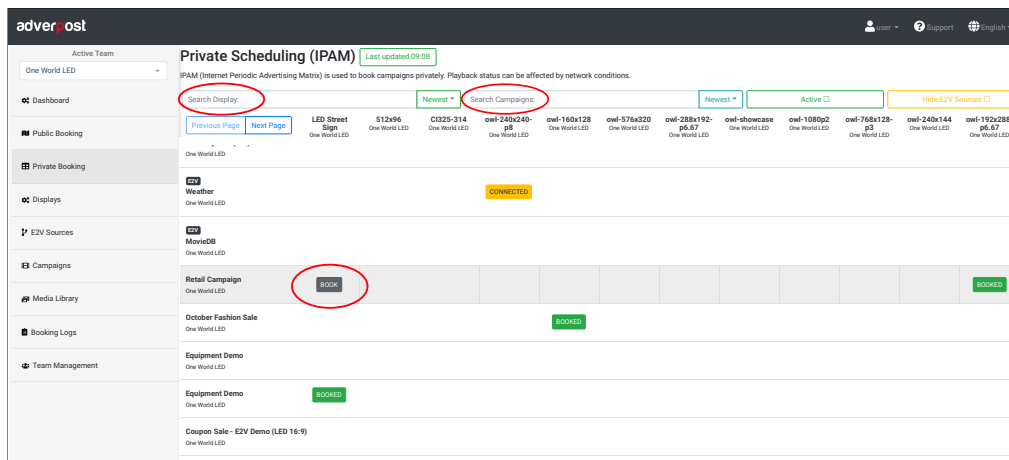 adverpost
user
Support
English
Active Team
One World LED
Dashboard
Public Booking
Private Booking
Displays
E2V Sources
Campaigns
Media Library
Booking Logs
Team Management
Private Scheduling (IPAM)
Last updated 09:08
IPAM (Internet Periodic Advertising Matrix) is used to book campaigns privately. Playback status can be affected by network conditions.
Search Display:
Newest
Search Campaigns:
Newest
Active
Hide E2V Sources
Previous Page
Next Page
LED Street
Sign
One World LED
512x96
One World LED
CI325-314
One World LED
owl-240x240-
p8
One World LED
owl-160x128
One World LED
owl-576x320
One World LED
owl-288x192-
p6.67
One World LED
owl-showcase
One World LED
owl-1080p2
One World LED
owl-768x128-
p3
One World LED
owl-240x144
One World LED
owl-192x288
p6.67
One World LED
One World LED
E2V
Weather
One World LED
CONNECTED
E2V
MovieDB
One World LED
Retail Campaign
One World LED
BOOK
BOOKED
October Fashion Sale
One World LED
BOOKED
Equipment Demo
One World LED
Equipment Demo
One World LED
BOOKED
Coupon Sale - E2V Demo (LED 16:9)
One World LED